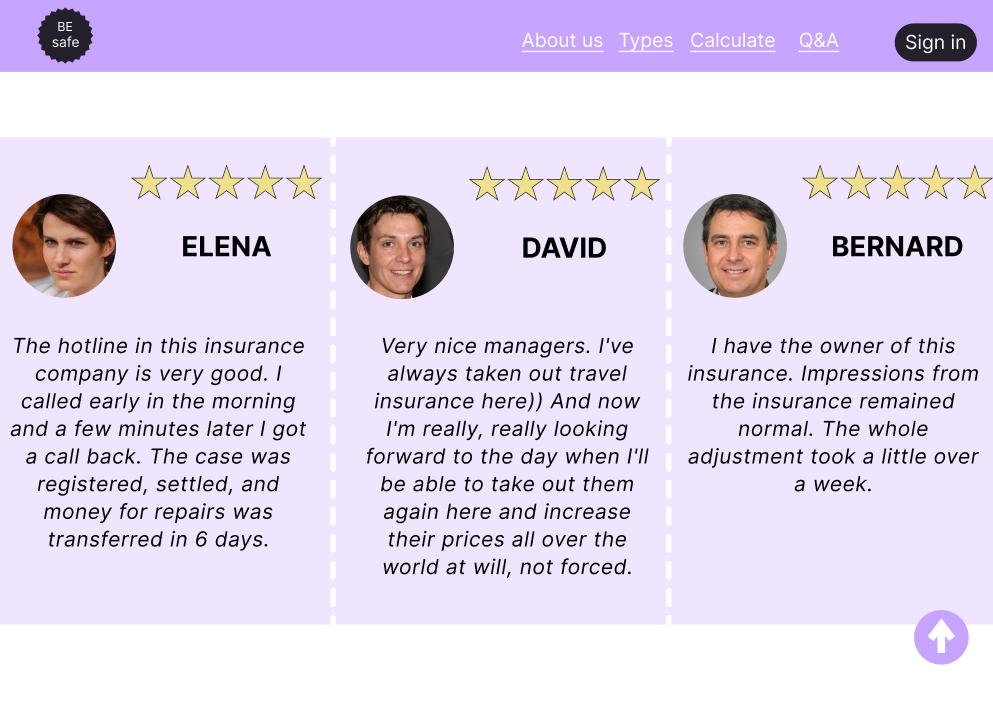 BE
safe
About us Types Calculate Q&A Sign in
ELENA
The hotline in this insurance
company is very good. I
called early in the morning
and a few minutes later I got
a call back. The case was
registered, settled, and
money for repairs was
transferred in 6 days.
DAVID
Very nice managers. I've
always taken out travel
insurance here)) And now
I'm really, really looking
forward to the day when I'll
be able to take out them
again here and increase
their prices all over the
world at will, not forced.
BERNARD
I have the owner of this
insurance. Impressions from
the insurance remained
normal. The whole
adjustment took a little over
a week.